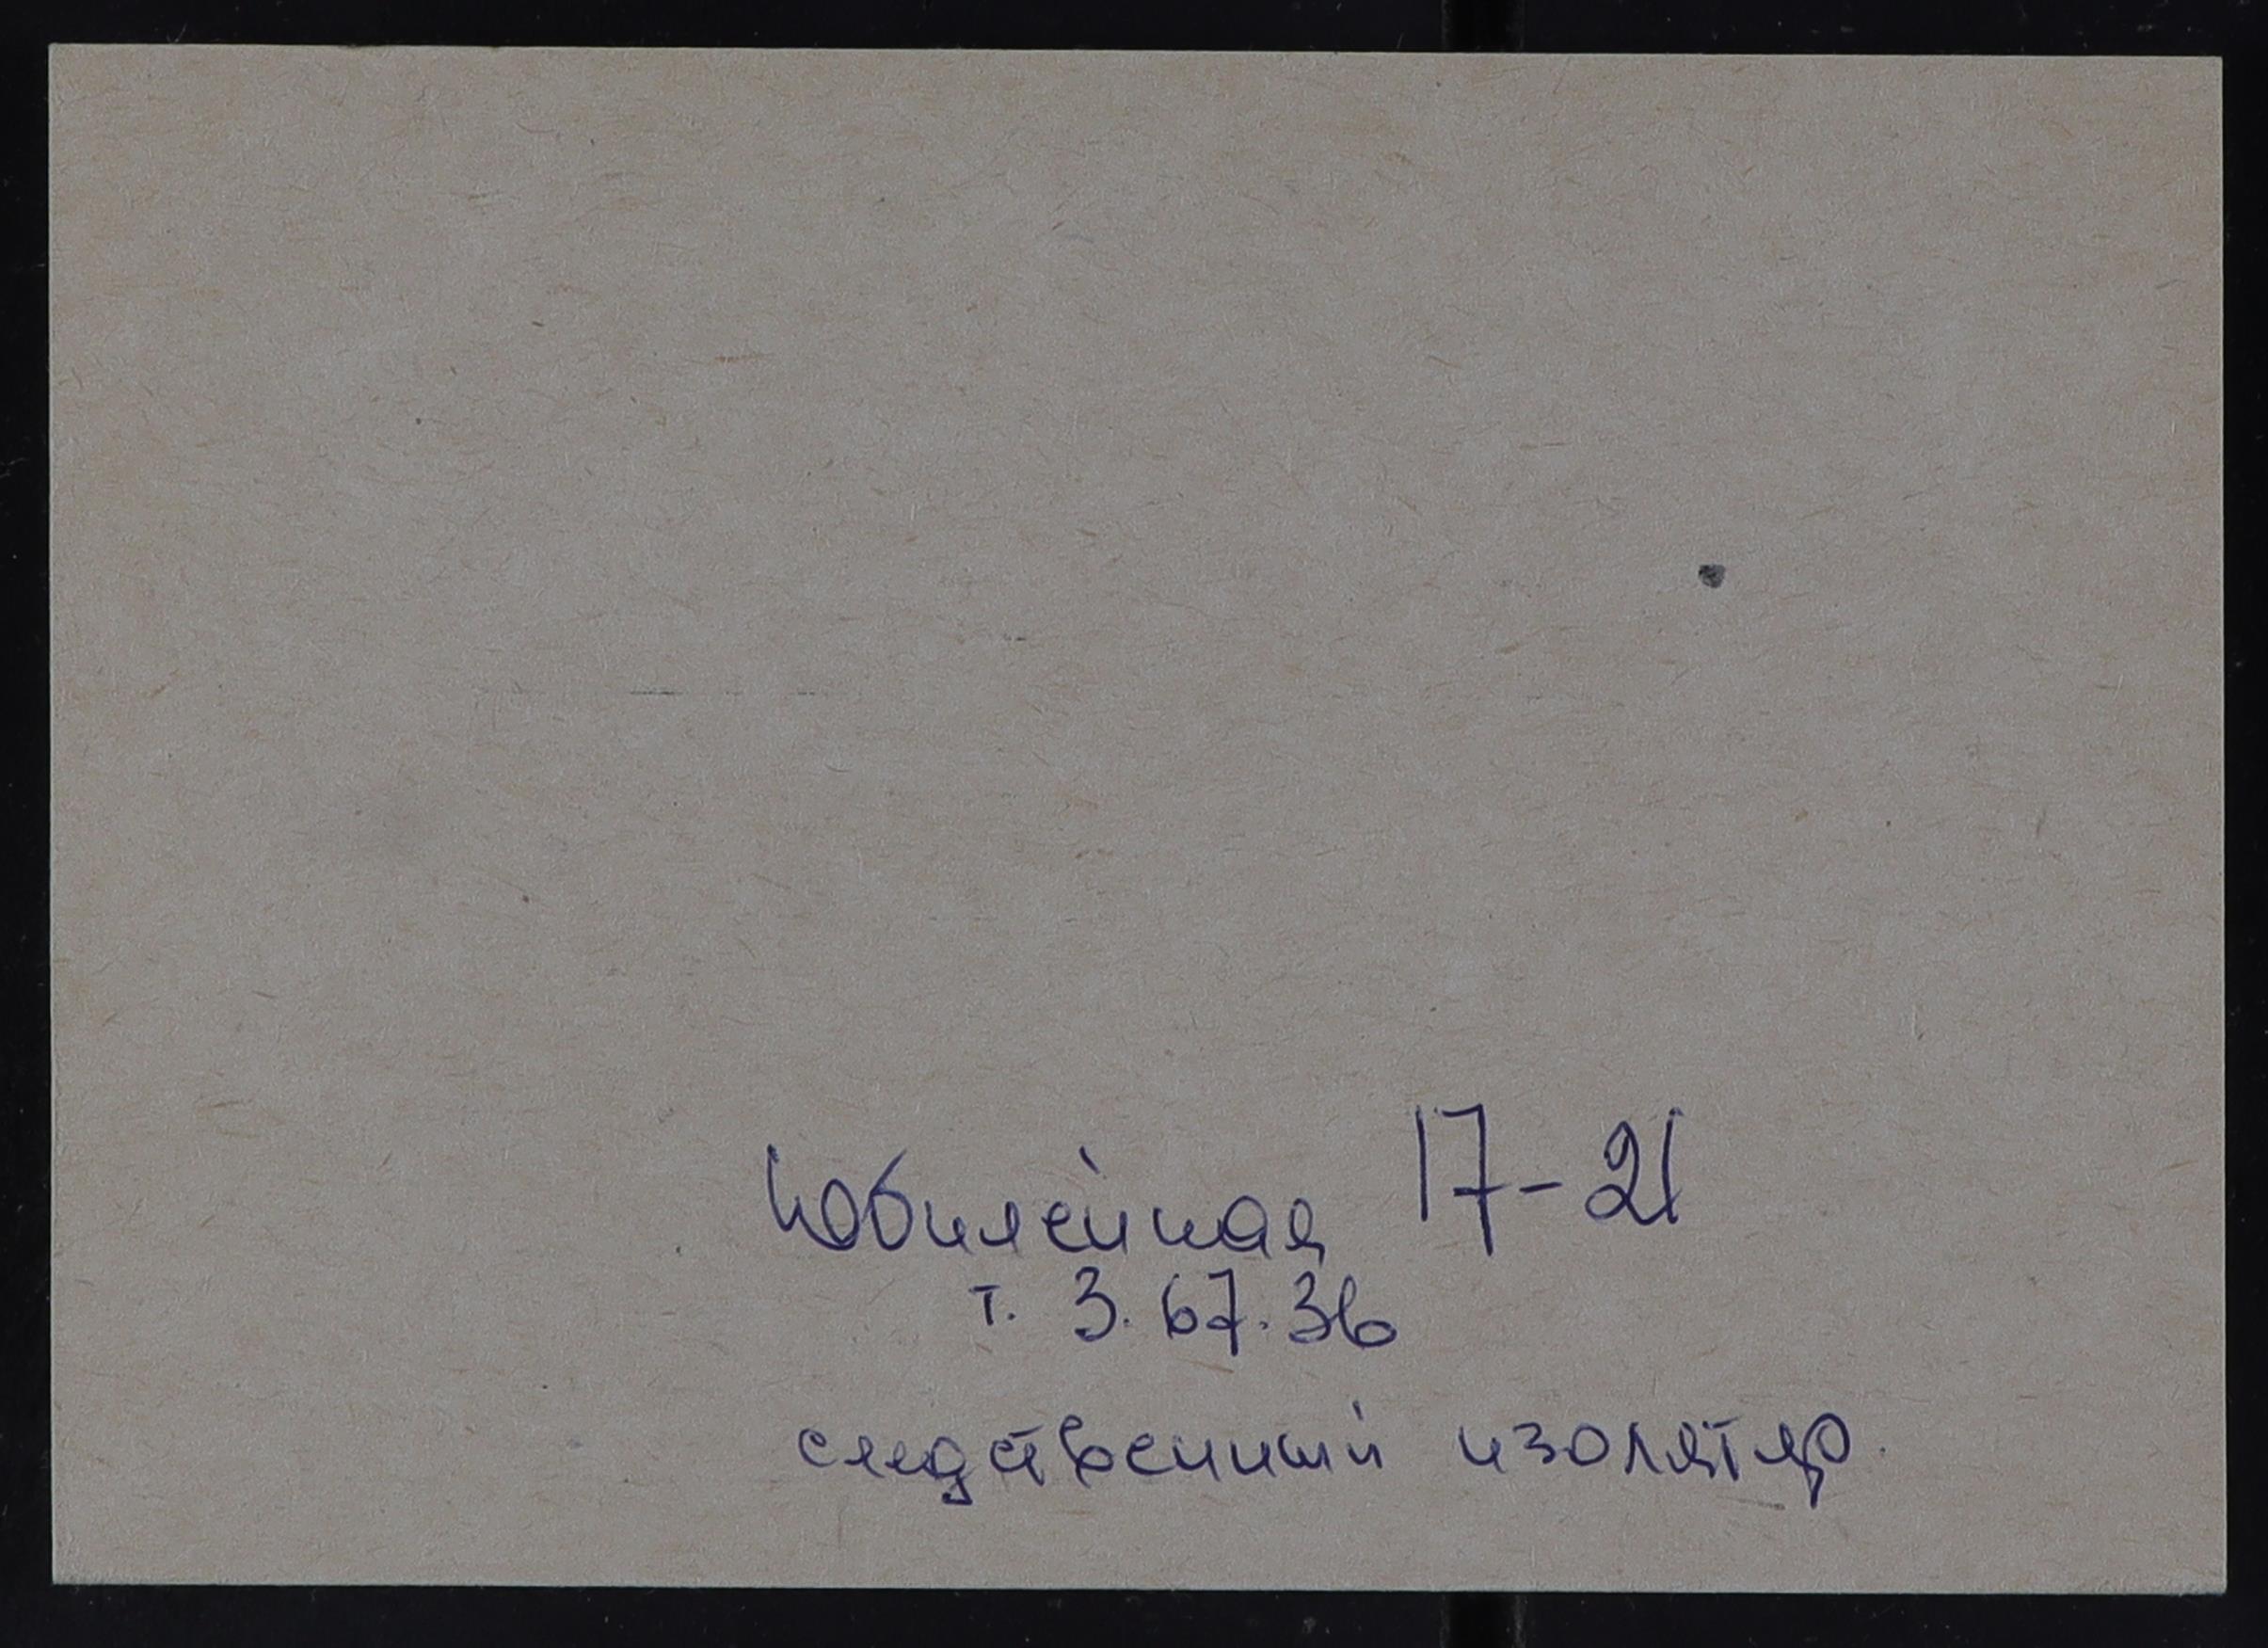 Юбилейная 17-21
т. 3.67.36
следственный изолятор.